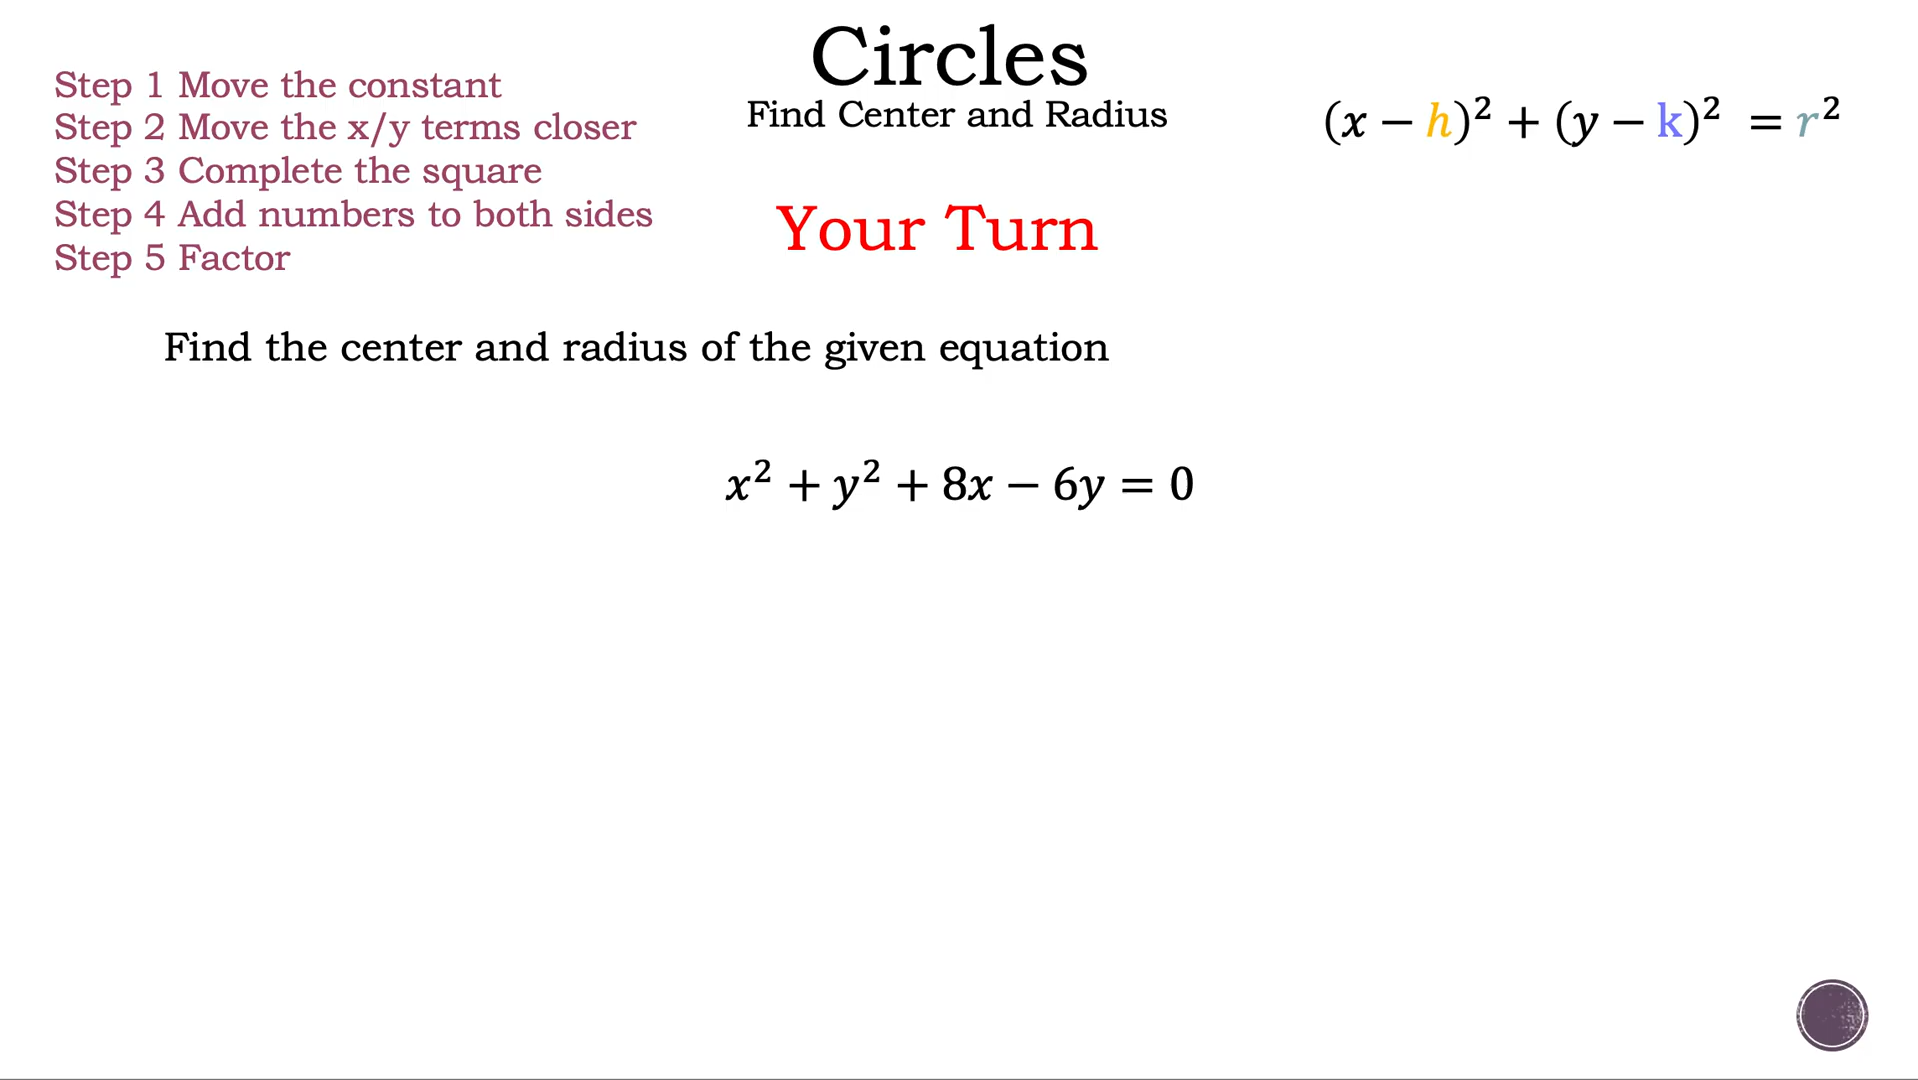 Circles
Find Center and Radius
Step 1 Move the constant
Step 2 Move the x/y terms closer
Step 3 Complete the square
Step 4 Add numbers to both sides
Step 5 Factor
(x − h)² + (y − k)² = r²
Your Turn
Find the center and radius of the given equation
x² + y² + 8x − 6y = 0